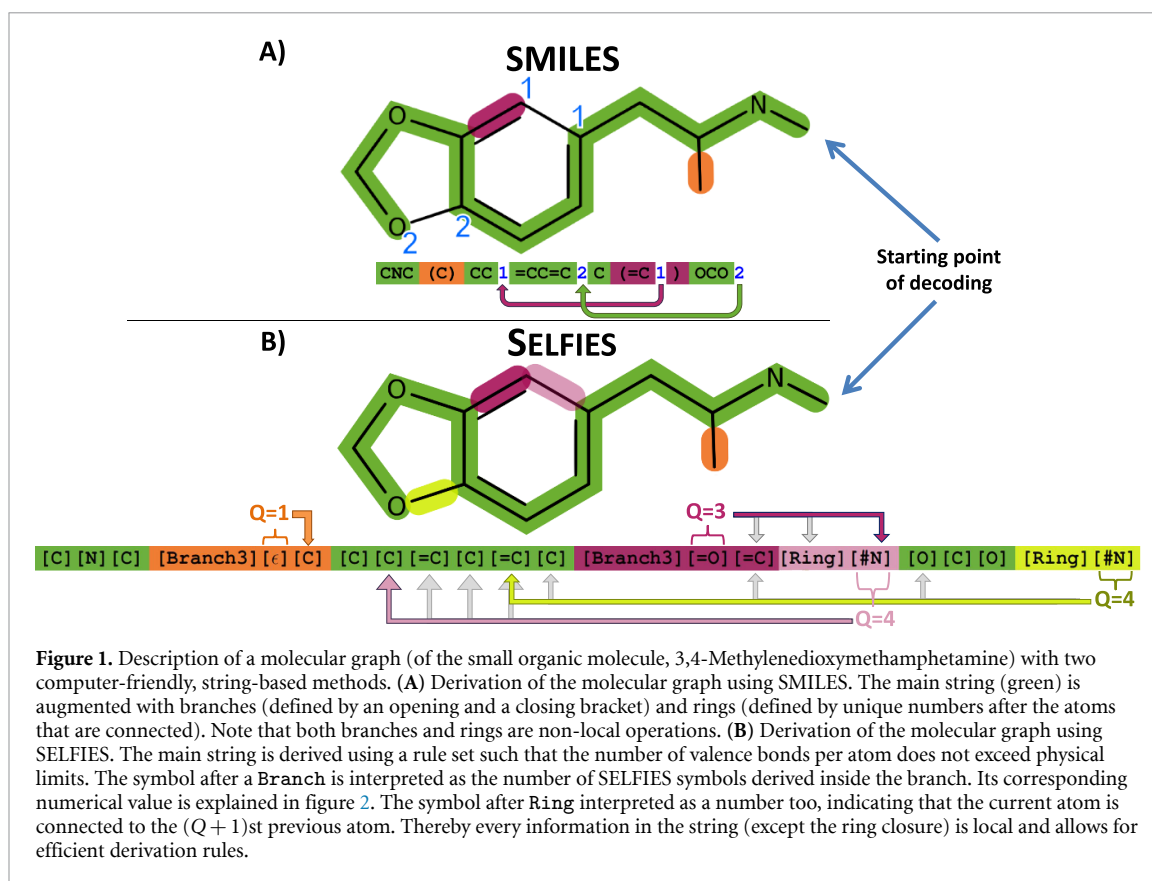 A)
SMILES
O
1
1
N
O
2
2
CNC (C) CC 1 =CC=C 2 C (=C 1 ) OCO 2
Starting point
of decoding
B)
SELFIES
O
N
O
Q=1
Q=3
[C][N][C] [Branch3][ϵ][C] [C][C][=C][C][=C][C] [Branch3][=O][=C] [Ring][#N] [O][C][O] [Ring][#N]
Q=4
Q=4
Figure 1. Description of a molecular graph (of the small organic molecule, 3,4-Methylenedioxymethamphetamine) with two
computer-friendly, string-based methods. (A) Derivation of the molecular graph using SMILES. The main string (green) is
augmented with branches (defined by an opening and a closing bracket) and rings (defined by unique numbers after the atoms
that are connected). Note that both branches and rings are non-local operations. (B) Derivation of the molecular graph using
SELFIES. The main string is derived using a rule set such that the number of valence bonds per atom does not exceed physical
limits. The symbol after a Branch is interpreted as the number of SELFIES symbols derived inside the branch. Its corresponding
numerical value is explained in figure 2. The symbol after Ring interpreted as a number too, indicating that the current atom is
connected to the (Q + 1)st previous atom. Thereby every information in the string (except the ring closure) is local and allows for
efficient derivation rules.